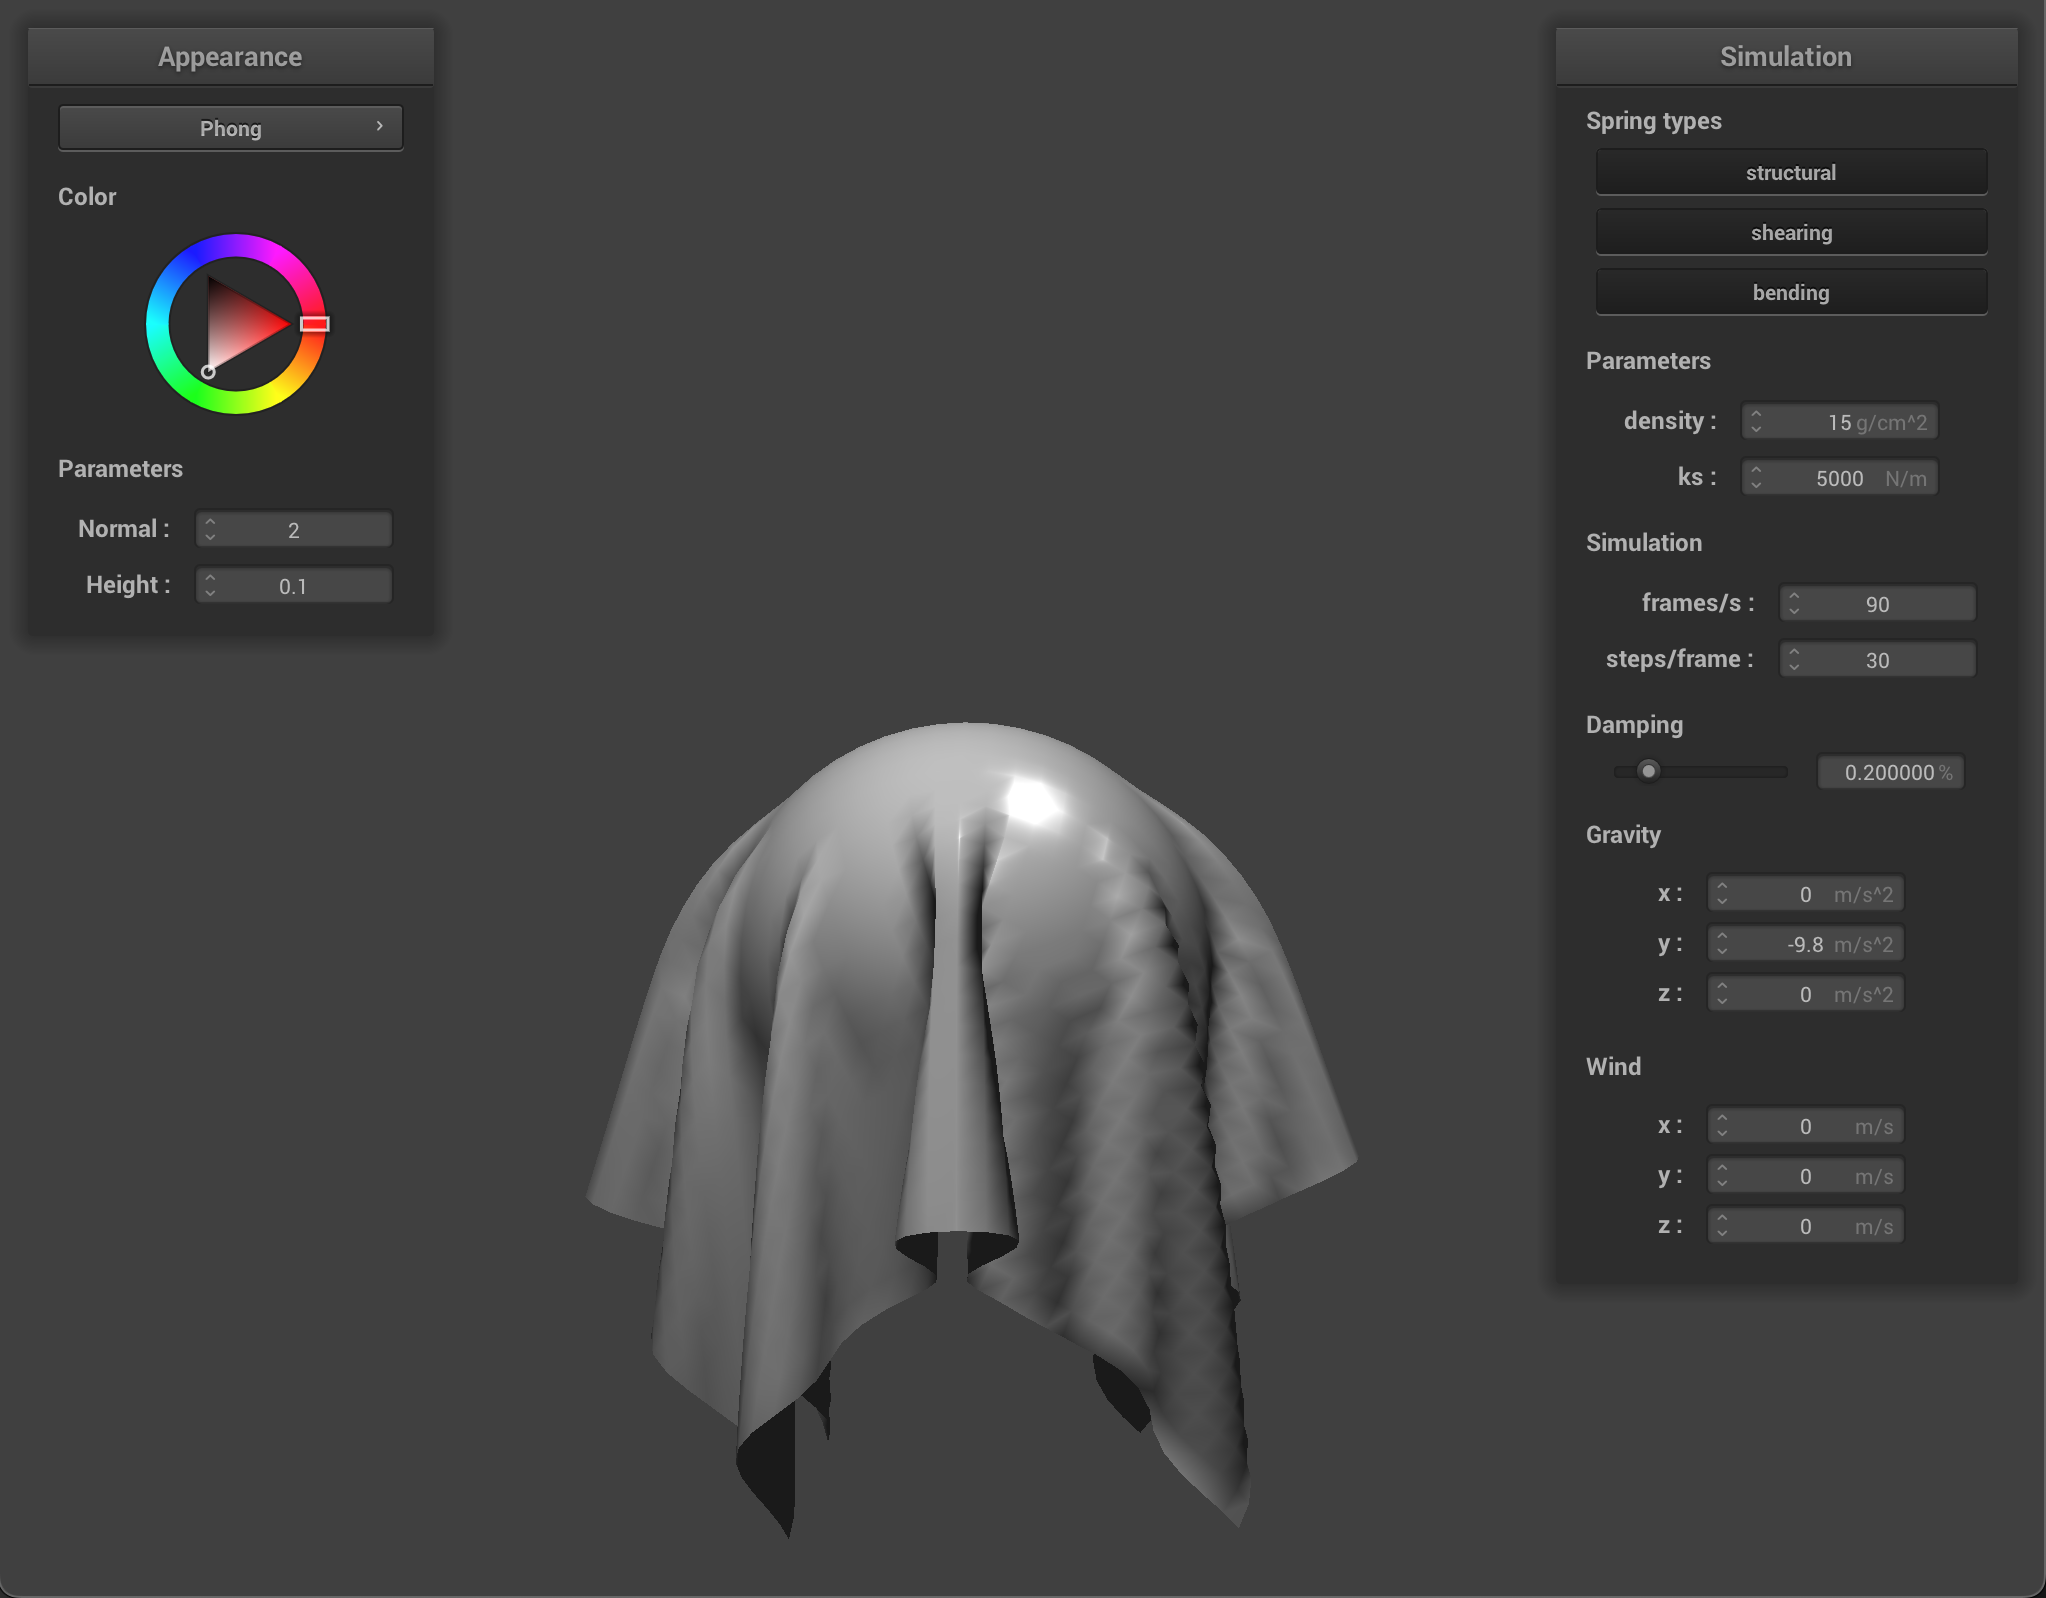 Appearance
Phong
Color
Parameters
Normal : 2
Height : 0.1
Simulation
Spring types
structural
shearing
bending
Parameters
density : 15 g/cm^2
ks : 5000 N/m
Simulation
frames/s : 90
steps/frame : 30
Damping
0.200000 %
Gravity
x : 0 m/s^2
y : -9.8 m/s^2
z : 0 m/s^2
Wind
x : 0 m/s
y : 0 m/s
z : 0 m/s